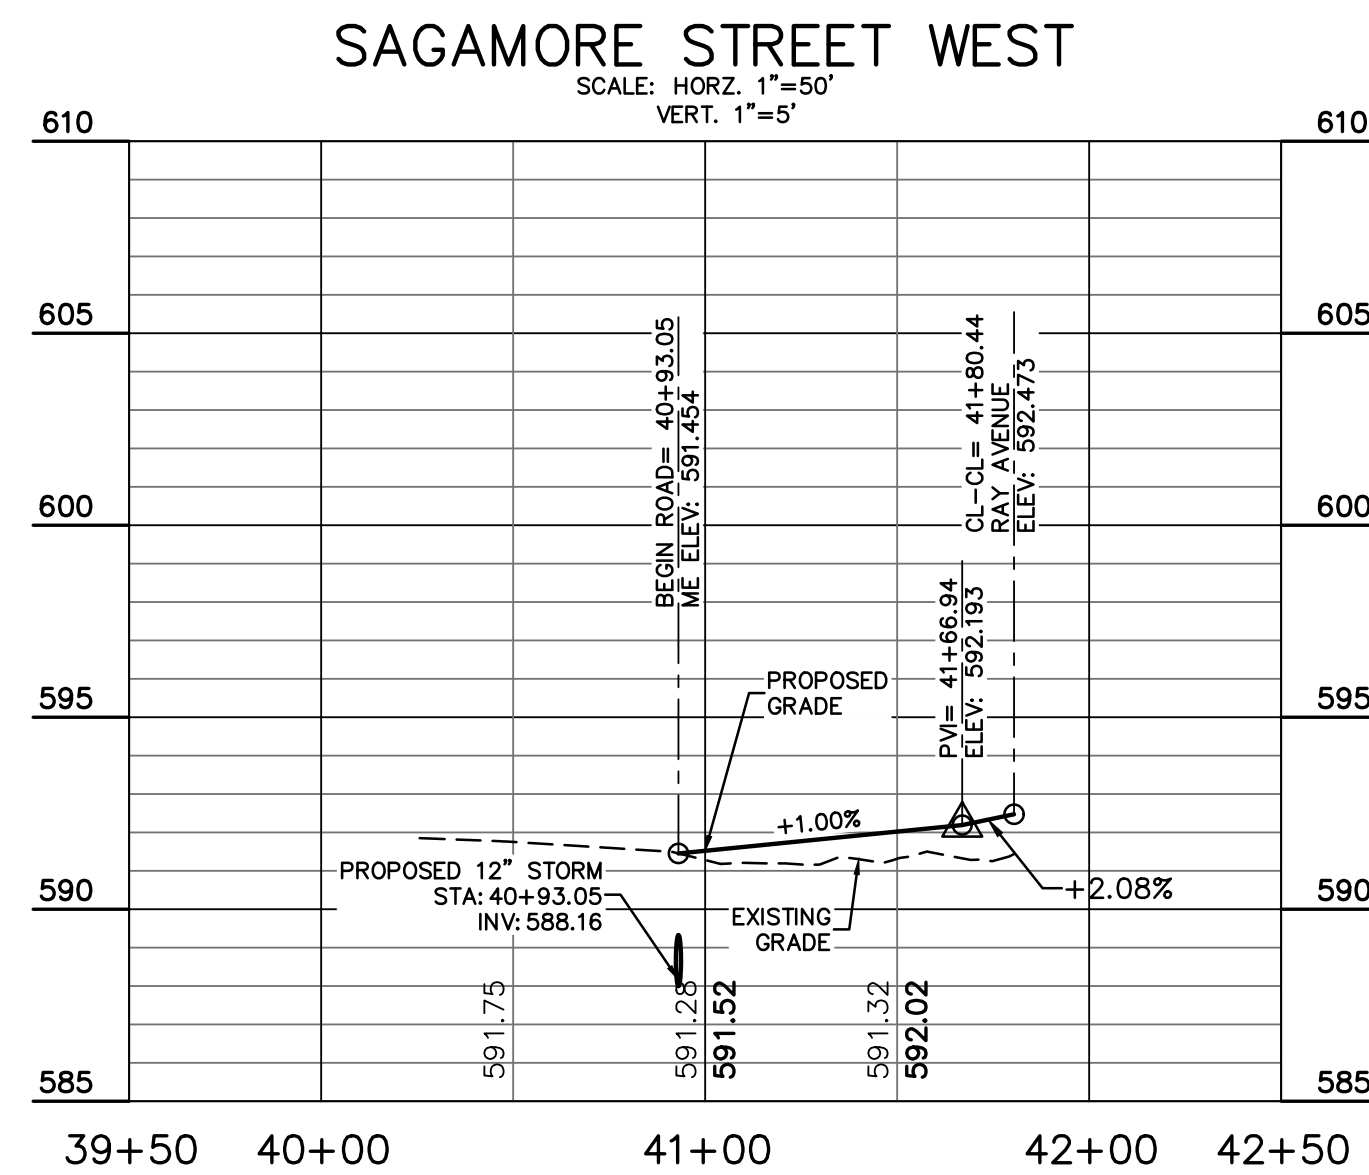 SAGAMORE STREET WEST
SCALE: HORZ. 1"=50'
VERT. 1"=5'
610
610
605
605
600
600
595
595
590
590
585
585
BEGIN ROAD= 40+93.05
ME ELEV: 591.454
CL-CL= 41+80.44
RAY AVENUE
ELEV: 592.473
PVI= 41+66.94
ELEV: 592.193
PROPOSED
GRADE
+1.00%
+2.08%
PROPOSED 12" STORM
STA: 40+93.05
INV: 588.16
EXISTING
GRADE
591.75
591.28
591.52
591.32
592.02
39+50
40+00
41+00
42+00
42+50